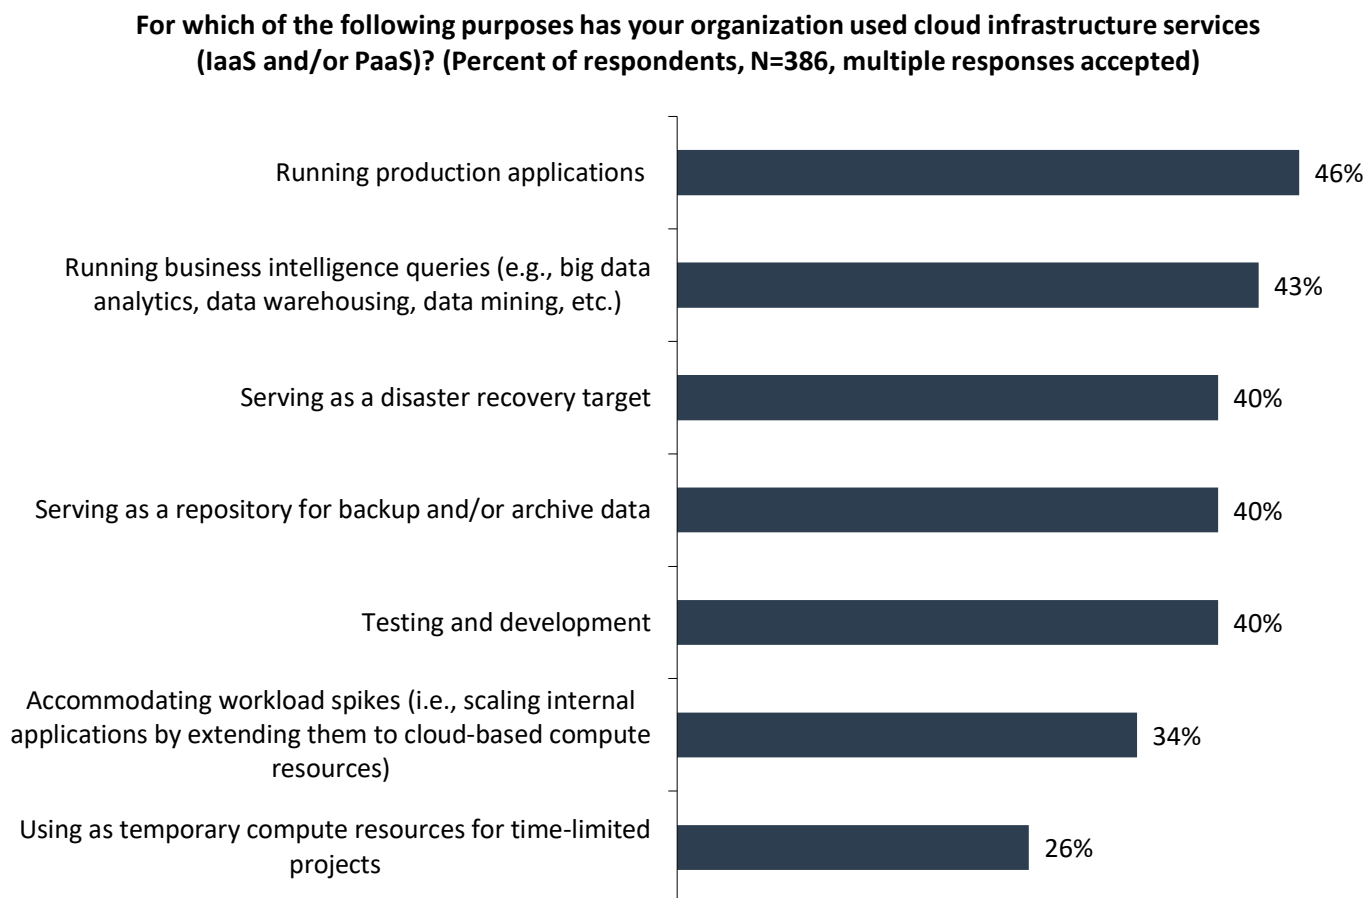 For which of the following purposes has your organization used cloud infrastructure services
(IaaS and/or PaaS)? (Percent of respondents, N=386, multiple responses accepted)
Running production applications
46%
Running business intelligence queries (e.g., big data
analytics, data warehousing, data mining, etc.)
43%
Serving as a disaster recovery target
40%
Serving as a repository for backup and/or archive data
40%
Testing and development
40%
Accommodating workload spikes (i.e., scaling internal
applications by extending them to cloud-based compute
resources)
34%
Using as temporary compute resources for time-limited
projects
26%